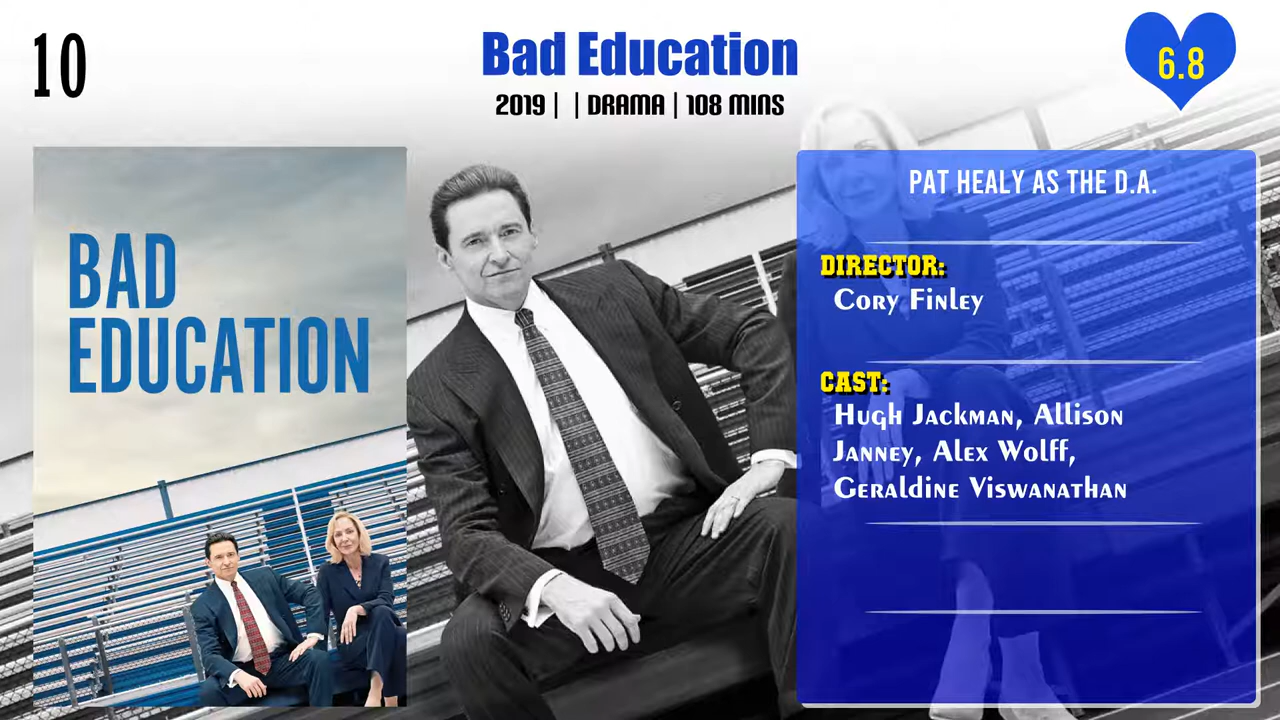 10
Bad Education
2019 | | DRAMA | 108 MINS
6.8
BAD
EDUCATION
PAT HEALY AS THE D.A.
DIRECTOR:
Cory Finley
CAST:
Hugh Jackman, Allison
Janney, Alex Wolff,
Geraldine Viswanathan